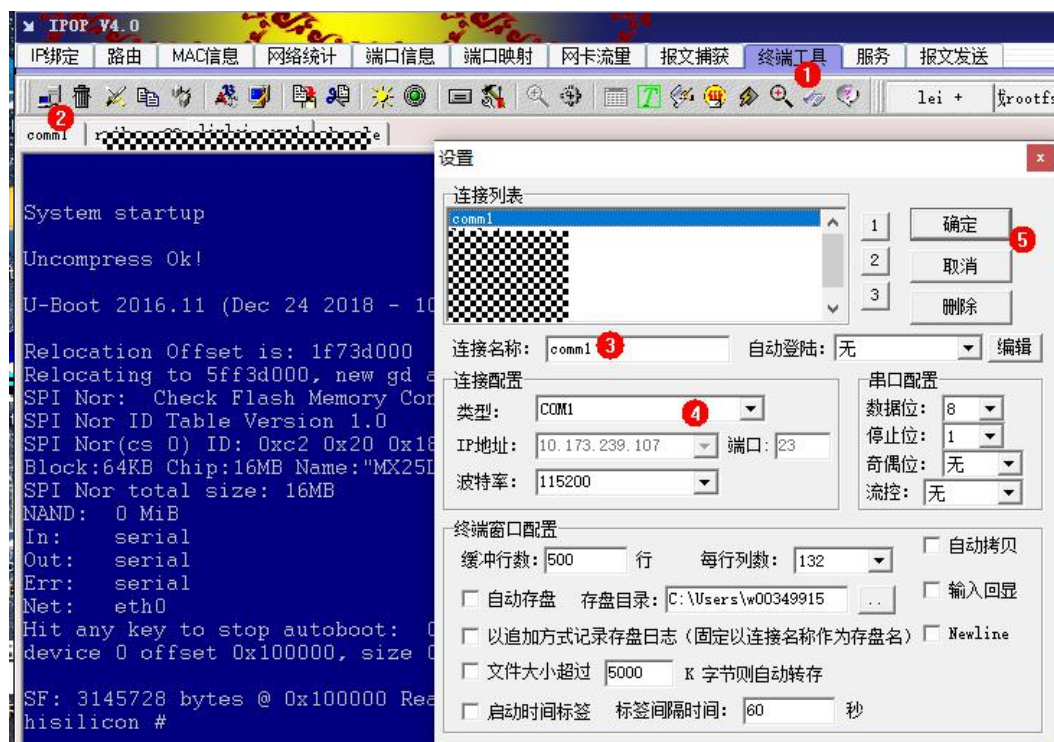 IPOP V4.0
IP绑定 路由 MAC信息 网络统计 端口信息 端口映射 网卡流里 报文捕获 终端工具 服务 报文发送
1
lei +
2
comm1
设置
x
连接列表
comm1
1 确定
5
2 取消
3 删除
连接名称: comm1 3 自动登陆: 无 编辑
连接配置 串口配置
类型: COM1 4 数据位: 8
IP地址: 10.173.239.107 端口: 23 停止位: 1
波特率: 115200 奇偶位: 无
流控: 无
终端窗口配置
缓冲行数: 500 行 每行列数: 132 自动拷贝
自动存盘 存盘目录: C:\Users\w00349915 .. 输入回显
以追加方式记录存盘日志（固定以连接名称作为存盘名） Newline
文件大小超过 5000 K 字节则自动转存
启动时间标签 标签间隔时间: 60 秒
System startup
Uncompress Ok!
U-Boot 2016.11 (Dec 24 2018 - 10
Relocation Offset is: 1f73d000
Relocating to 5ff3d000, new gd a
SPI Nor: Check Flash Memory Con
SPI Nor ID Table Version 1.0
SPI Nor(cs 0) ID: 0xc2 0x20 0x18
Block:64KB Chip:16MB Name:"MX25L
SPI Nor total size: 16MB
NAND: 0 MiB
In: serial
Out: serial
Err: serial
Net: eth0
Hit any key to stop autoboot:
device 0 offset 0x100000, size
SF: 3145728 bytes @ 0x100000 Rea
hisilicon #